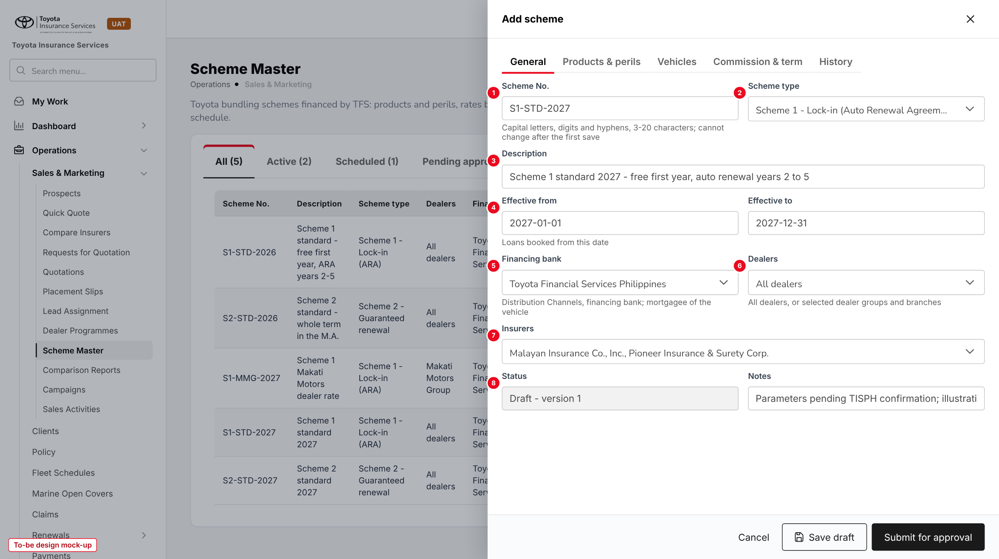 Toyota
Insurance Services
UAT
Toyota Insurance Services
Search menu...
My Work
Dashboard
Operations
Sales & Marketing
Prospects
Quick Quote
Compare Insurers
Requests for Quotation
Quotations
Placement Slips
Lead Assignment
Dealer Programmes
Scheme Master
Comparison Reports
Campaigns
Sales Activities
Clients
Policy
Fleet Schedules
Marine Open Covers
Claims
Renewals
To-be design mock-up
Payments
Scheme Master
Operations • Sales & Marketing
Toyota bundling schemes financed by TFS: products and perils, rates
schedule.
All (5)
Active (2)
Scheduled (1)
Pending appro
Scheme No.
Description
Scheme type
Dealers
Fina
S1-STD-2026
Scheme 1
standard -
free first
year, ARA
years 2-5
Scheme 1 -
Lock-in
(ARA)
All
dealers
Toy
Fina
Ser
S2-STD-2026
Scheme 2
standard -
whole term
in the M.A.
Scheme 2 -
Guaranteed
renewal
All
dealers
Toy
Fina
Ser
S1-MMG-2027
Scheme 1
Makati
Motors
dealer rate
Scheme 1 -
Lock-in
(ARA)
Makati
Motors
Group
Toy
Fina
Ser
S1-STD-2027
Scheme 1
standard
2027
Scheme 1 -
Lock-in
(ARA)
All
dealers
Toy
Fina
Ser
S2-STD-2027
Scheme 2
standard
2027
Scheme 2 -
Guaranteed
renewal
All
dealers
Toy
Fina
Ser
Add scheme
General
Products & perils
Vehicles
Commission & term
History
1
Scheme No.
S1-STD-2027
Capital letters, digits and hyphens, 3-20 characters; cannot
change after the first save
2
Scheme type
Scheme 1 - Lock-in (Auto Renewal Agreem...
3
Description
Scheme 1 standard 2027 - free first year, auto renewal years 2 to 5
4
Effective from
2027-01-01
Loans booked from this date
Effective to
2027-12-31
5
Financing bank
Toyota Financial Services Philippines
Distribution Channels, financing bank; mortgagee of the
vehicle
6
Dealers
All dealers
All dealers, or selected dealer groups and branches
7
Insurers
Malayan Insurance Co., Inc., Pioneer Insurance & Surety Corp.
8
Status
Draft - version 1
Notes
Parameters pending TISPH confirmation; illustrati
Cancel
Save draft
Submit for approval